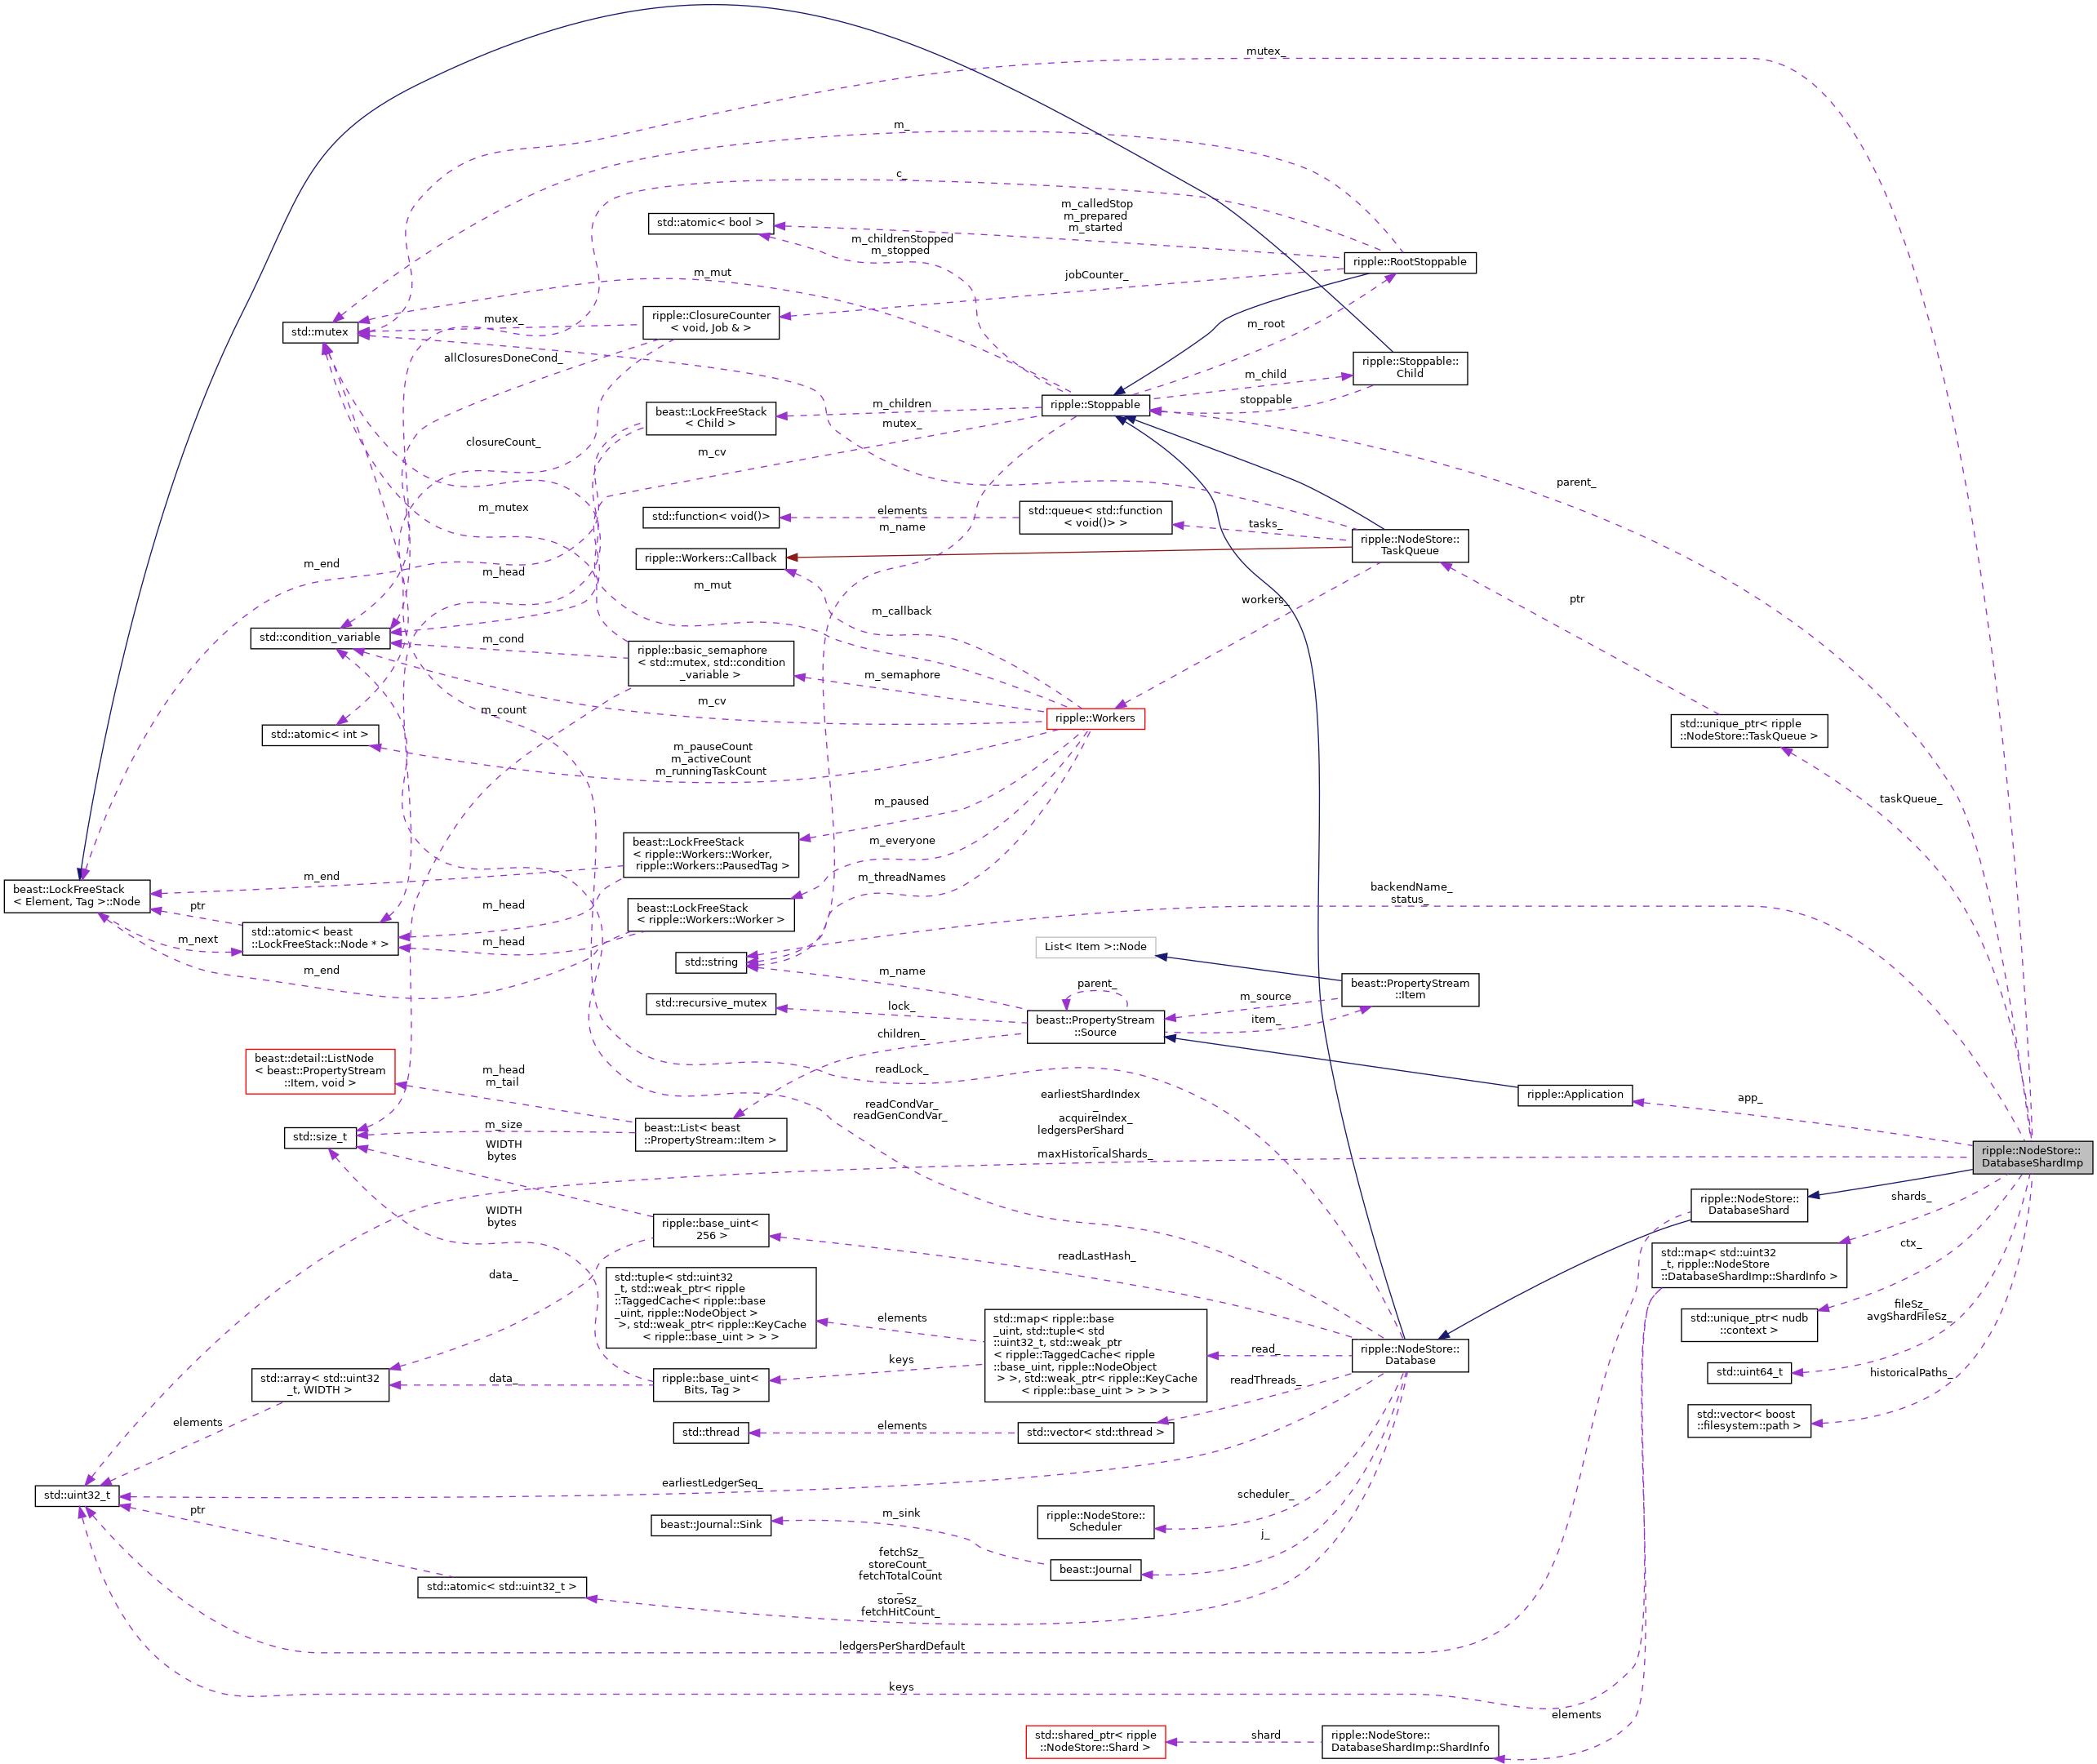 mutex_
m_
c_
m_calledStop
m_prepared
m_started
std::atomic< bool >
m_childrenStopped
m_stopped
ripple::RootStoppable
m_mut
jobCounter_
ripple::ClosureCounter
< void, Job & >
mutex_
std::mutex
m_root
allClosuresDoneCond_
ripple::Stoppable::
Child
m_child
stoppable
ripple::Stoppable
m_children
beast::LockFreeStack
< Child >
mutex_
closureCount_
m_cv
parent_
m_mutex
std::function< void()>
elements
std::queue< std::function
< void()> >
tasks_
m_name
ripple::NodeStore::
TaskQueue
ripple::Workers::Callback
m_end
m_head
m_mut
workers_
ptr
m_callback
std::condition_variable
m_cond
ripple::basic_semaphore
< std::mutex, std::condition
_variable >
m_semaphore
m_cv
m_count
ripple::Workers
std::atomic< int >
std::unique_ptr< ripple
::NodeStore::TaskQueue >
m_pauseCount
m_activeCount
m_runningTaskCount
m_paused
taskQueue_
beast::LockFreeStack
< ripple::Workers::Worker,
 ripple::Workers::PausedTag >
m_everyone
m_end
m_threadNames
beast::LockFreeStack
< Element, Tag >::Node
ptr
m_head
beast::LockFreeStack
< ripple::Workers::Worker >
backendName_
status_
m_next
std::atomic< beast
::LockFreeStack::Node * >
m_head
m_end
std::string
List< Item >::Node
m_name
beast::PropertyStream
::Item
parent_
m_source
std::recursive_mutex
lock_
beast::PropertyStream
::Source
item_
children_
beast::detail::ListNode
< beast::PropertyStream
::Item, void >
m_head
m_tail
readLock_
readCondVar_
readGenCondVar_
earliestShardIndex
_
acquireIndex_
ledgersPerShard
_
maxHistoricalShards_
ripple::Application
app_
std::size_t
m_size
beast::List< beast
::PropertyStream::Item >
WIDTH
bytes
ripple::NodeStore::
DatabaseShardImp
ripple::NodeStore::
DatabaseShard
shards_
WIDTH
bytes
ripple::base_uint<
256 >
readLastHash_
std::map< std::uint32
_t, ripple::NodeStore
::DatabaseShardImp::ShardInfo >
ctx_
data_
std::tuple< std::uint32
_t, std::weak_ptr< ripple
::TaggedCache< ripple::base
_uint, ripple::NodeObject >
 >, std::weak_ptr< ripple::KeyCache
< ripple::base_uint > > >
elements
std::map< ripple::base
_uint, std::tuple< std
::uint32_t, std::weak_ptr
< ripple::TaggedCache< ripple
::base_uint, ripple::NodeObject
 > >, std::weak_ptr< ripple::KeyCache
< ripple::base_uint > > > >
keys
read_
ripple::NodeStore::
Database
std::unique_ptr< nudb
::context >
fileSz_
avgShardFileSz_
std::uint64_t
std::array< std::uint32
_t, WIDTH >
data_
ripple::base_uint<
Bits, Tag >
readThreads_
historicalPaths_
std::vector< boost
::filesystem::path >
elements
std::thread
elements
std::vector< std::thread >
earliestLedgerSeq_
std::uint32_t
ptr
scheduler_
ripple::NodeStore::
Scheduler
beast::Journal::Sink
m_sink
j_
beast::Journal
fetchSz_
storeCount_
fetchTotalCount
_
storeSz_
fetchHitCount_
std::atomic< std::uint32_t >
ledgersPerShardDefault
keys
elements
std::shared_ptr< ripple
::NodeStore::Shard >
shard
ripple::NodeStore::
DatabaseShardImp::ShardInfo